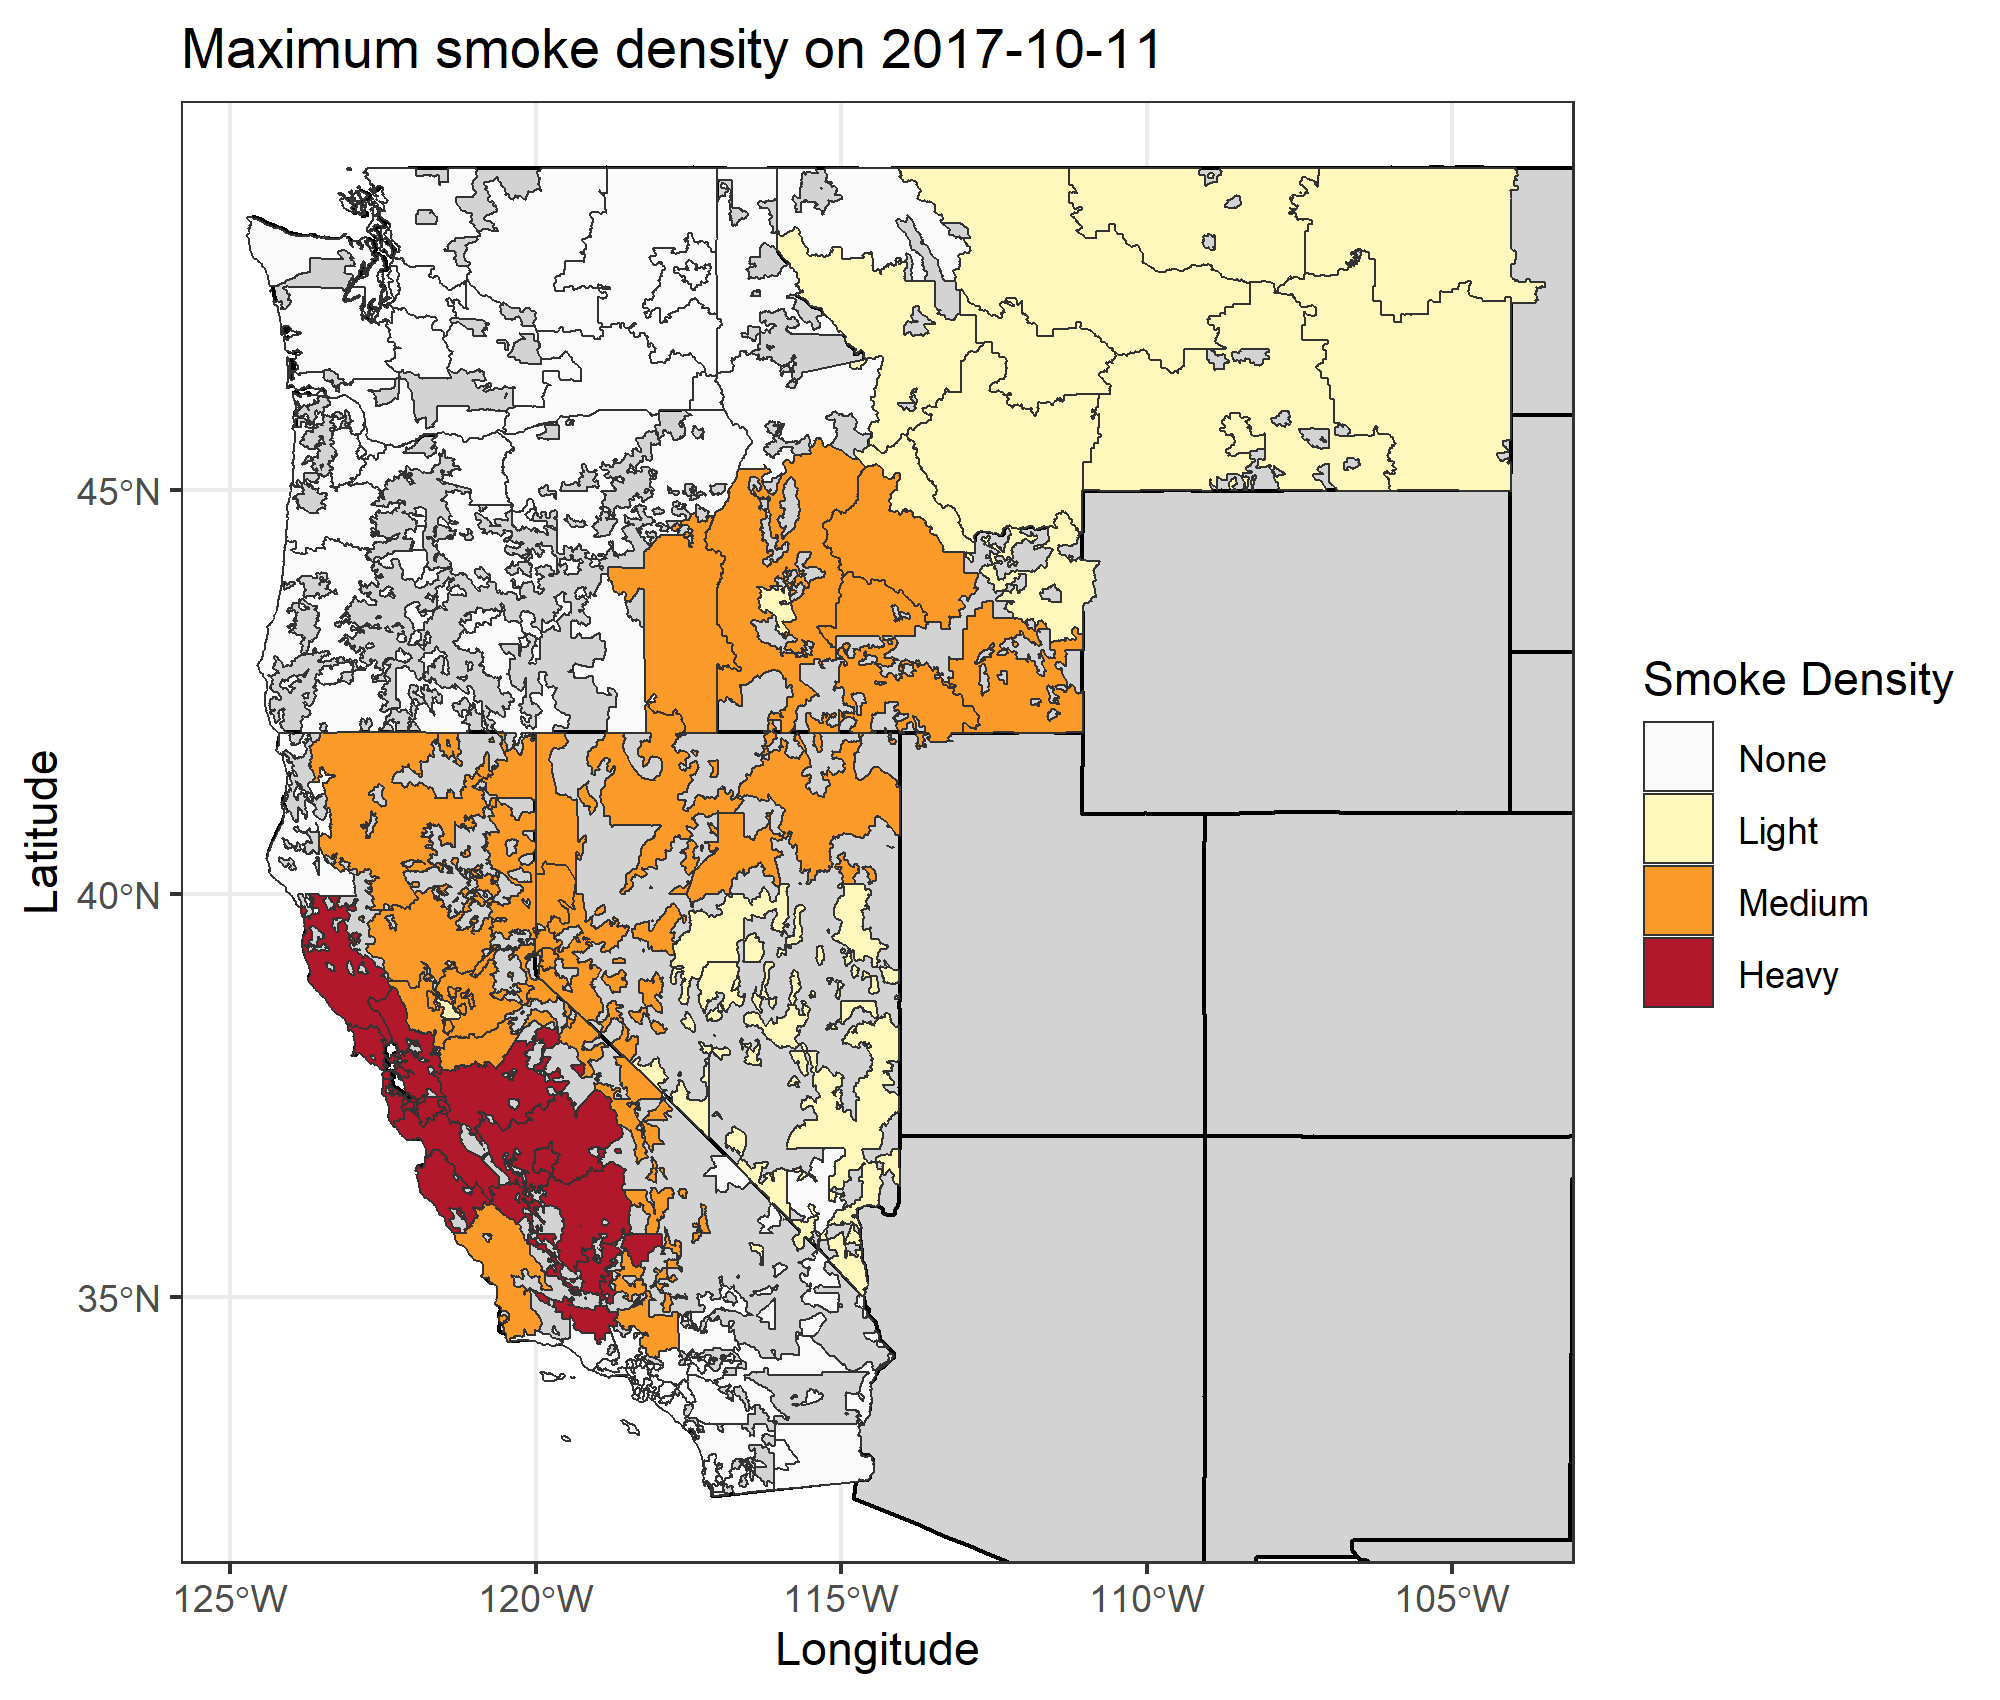 Maximum smoke density on 2017-10-11
Latitude
45°N
40°N
35°N
125°W
120°W
115°W
110°W
105°W
Longitude
Smoke Density
None
Light
Medium
Heavy